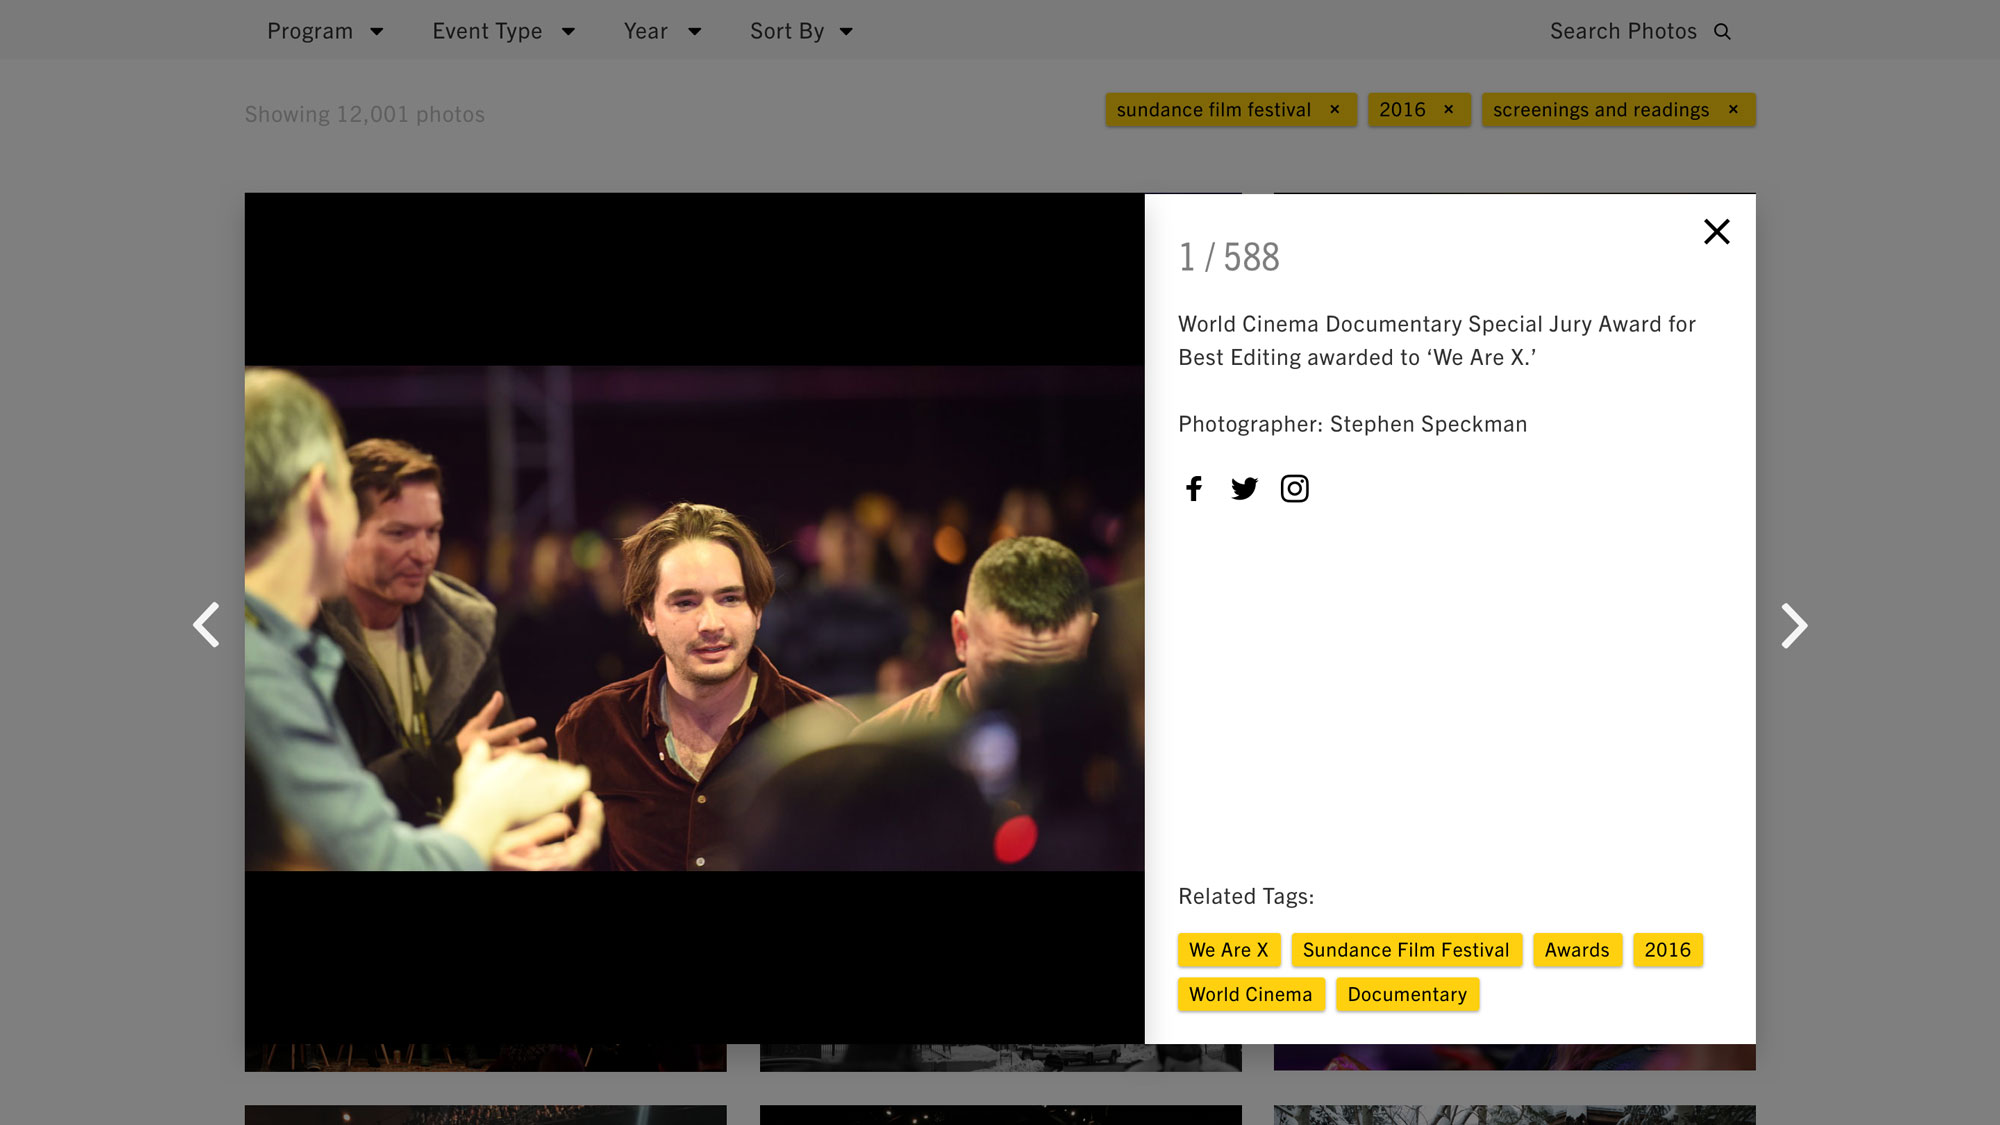 Program
Event Type
Year
Sort By
Search Photos
Showing 12,001 photos
sundance film festival ×
2016 ×
screenings and readings ×
1 / 588
World Cinema Documentary Special Jury Award for
Best Editing awarded to ‘We Are X.’
Photographer: Stephen Speckman
Related Tags:
We Are X
Sundance Film Festival
Awards
2016
World Cinema
Documentary